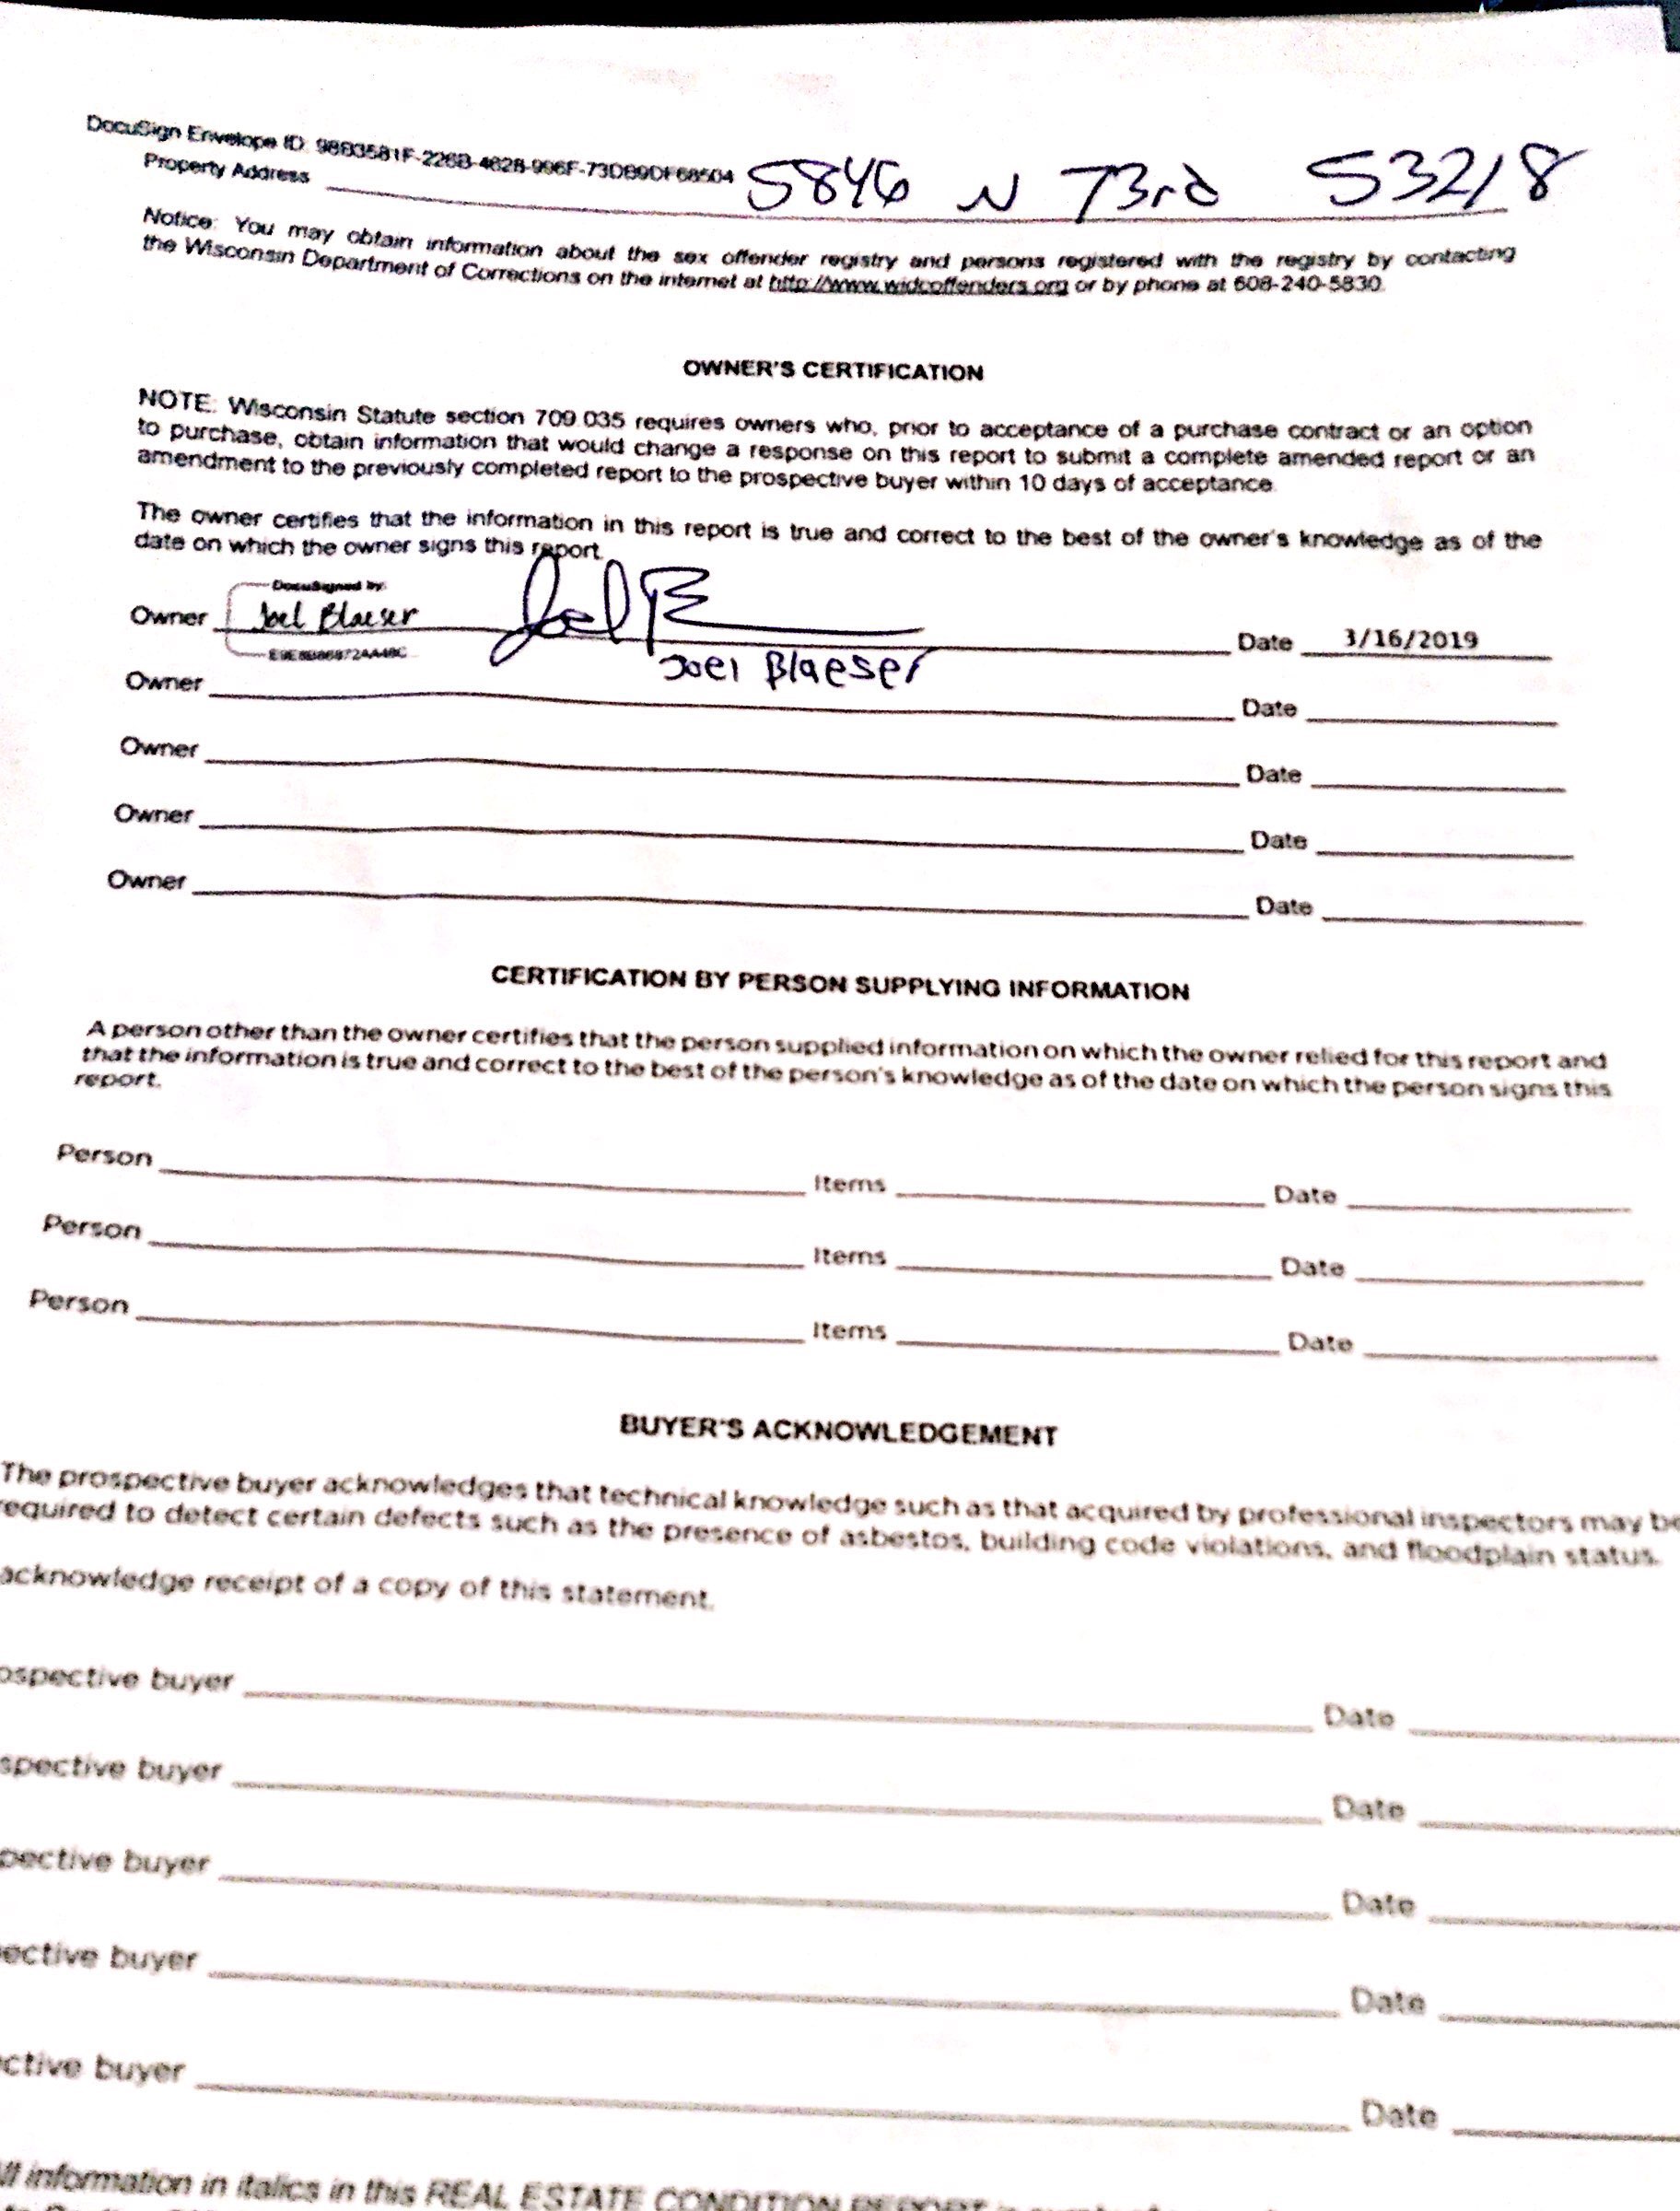 DocuSign Envelope ID: 98B3581F-226B-4628-996F-73DB9DF68504
Property Address 5846 N 73rd 53218
Notice: You may obtain information about the sex offender registry and persons registered with the registry by contacting
the Wisconsin Department of Corrections on the internet at http://www.widocoffenders.org or by phone at 608-240-5830.
OWNER'S CERTIFICATION
NOTE: Wisconsin Statute section 709.035 requires owners who, prior to acceptance of a purchase contract or an option
to purchase, obtain information that would change a response on this report to submit a complete amended report or an
amendment to the previously completed report to the prospective buyer within 10 days of acceptance.
The owner certifies that the information in this report is true and correct to the best of the owner's knowledge as of the
date on which the owner signs this report.
DocuSigned by:
Owner Joel Blaeser Joel B Date 3/16/2019
Joel Blaeser
Owner Date
Owner Date
Owner Date
Owner Date
CERTIFICATION BY PERSON SUPPLYING INFORMATION
A person other than the owner certifies that the person supplied information on which the owner relied for this report and
that the information is true and correct to the best of the person's knowledge as of the date on which the person signs this
report.
Person Items Date
Person Items Date
Person Items Date
BUYER'S ACKNOWLEDGEMENT
The prospective buyer acknowledges that technical knowledge such as that acquired by professional inspectors may be
required to detect certain defects such as the presence of asbestos, building code violations, and floodplain status.
acknowledge receipt of a copy of this statement.
ospective buyer Date
spective buyer Date
pective buyer Date
ective buyer Date
ctive buyer Date
All information in italics in this REAL ESTATE CONDITION REPORT